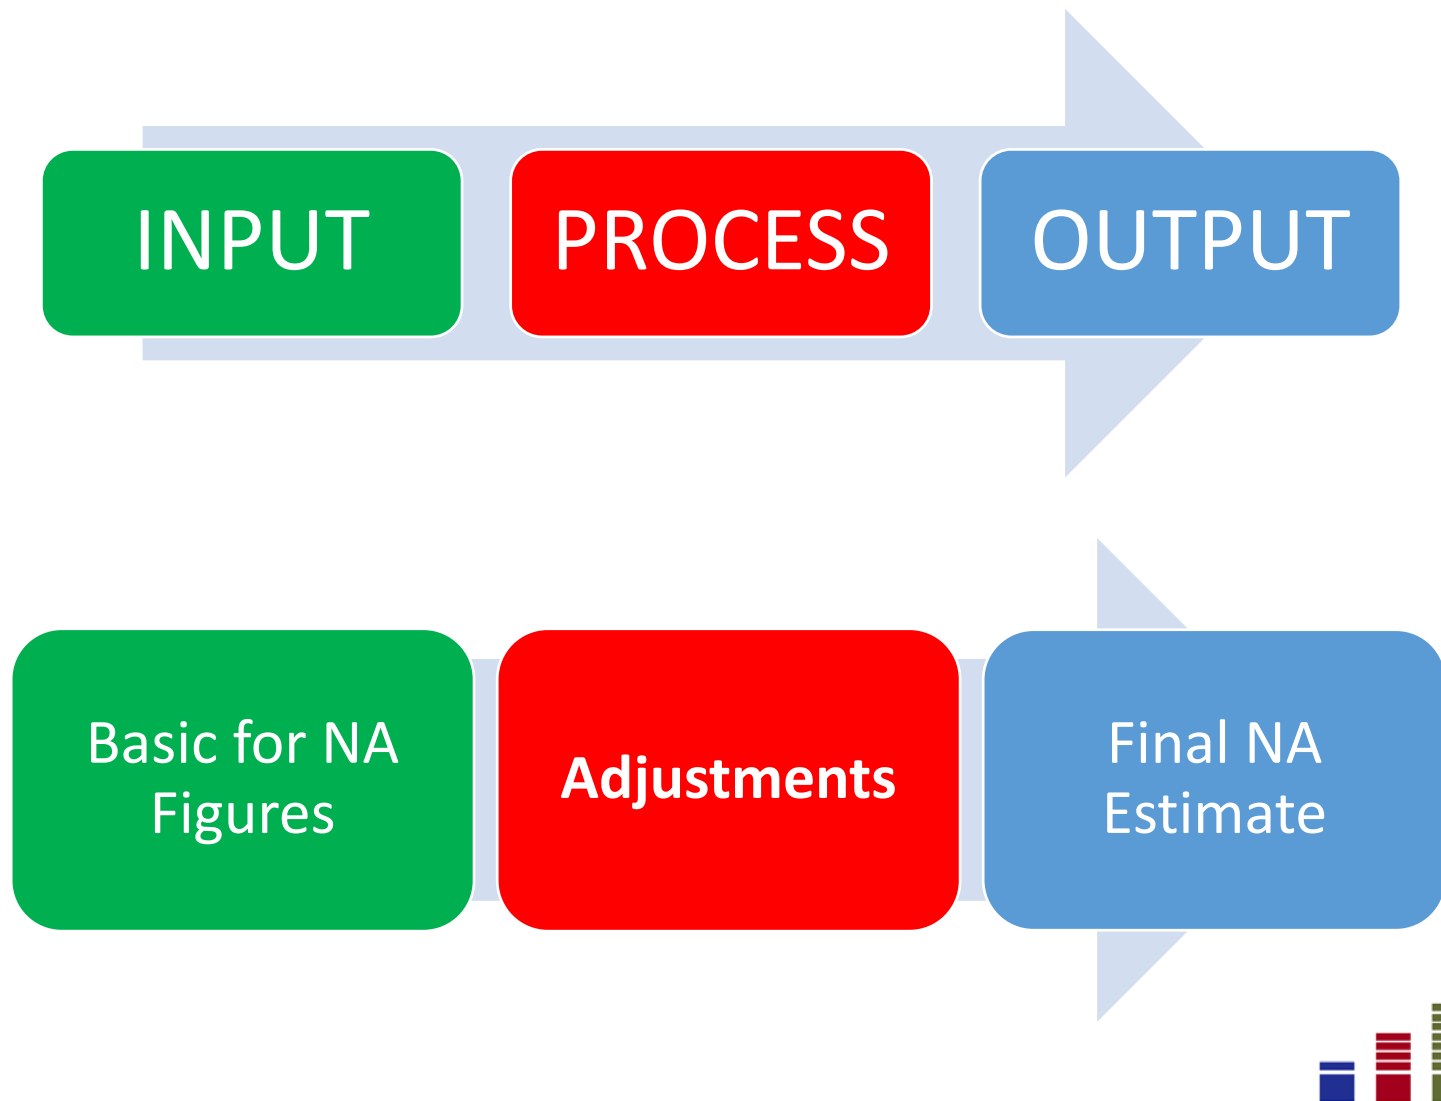 INPUT
PROCESS
OUTPUT
Basic for NA
Figures
Adjustments
Final NA
Estimate